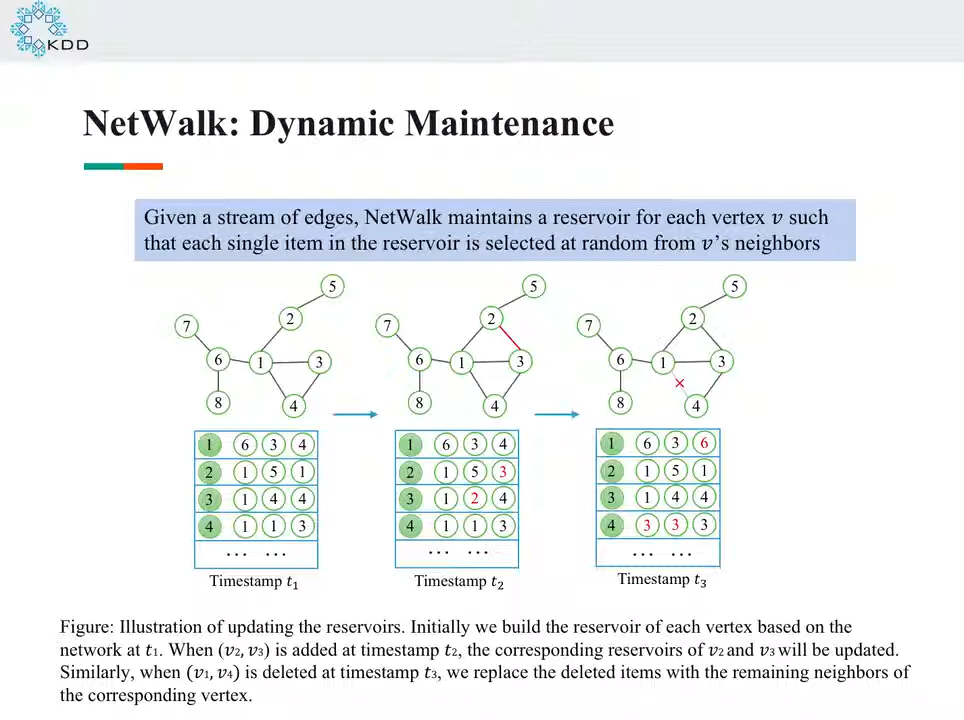 KDD
NetWalk: Dynamic Maintenance
Given a stream of edges, NetWalk maintains a reservoir for each vertex 𝑣 such
that each single item in the reservoir is selected at random from 𝑣's neighbors
5
2
7
6
1
3
8
4
5
2
7
6
1
3
8
4
5
2
7
6
1
3
×
8
4
1 6 3 4
2 1 5 1
3 1 4 4
4 1 1 3
... ...
Timestamp 𝑡1
1 6 3 4
2 1 5 3
3 1 2 4
4 1 1 3
... ...
Timestamp 𝑡2
1 6 3 6
2 1 5 1
3 1 4 4
4 3 3 3
... ...
Timestamp 𝑡3
Figure: Illustration of updating the reservoirs. Initially we build the reservoir of each vertex based on the
network at 𝑡1. When (𝑣2, 𝑣3) is added at timestamp 𝑡2, the corresponding reservoirs of 𝑣2 and 𝑣3 will be updated.
Similarly, when (𝑣1, 𝑣4) is deleted at timestamp 𝑡3, we replace the deleted items with the remaining neighbors of
the corresponding vertex.